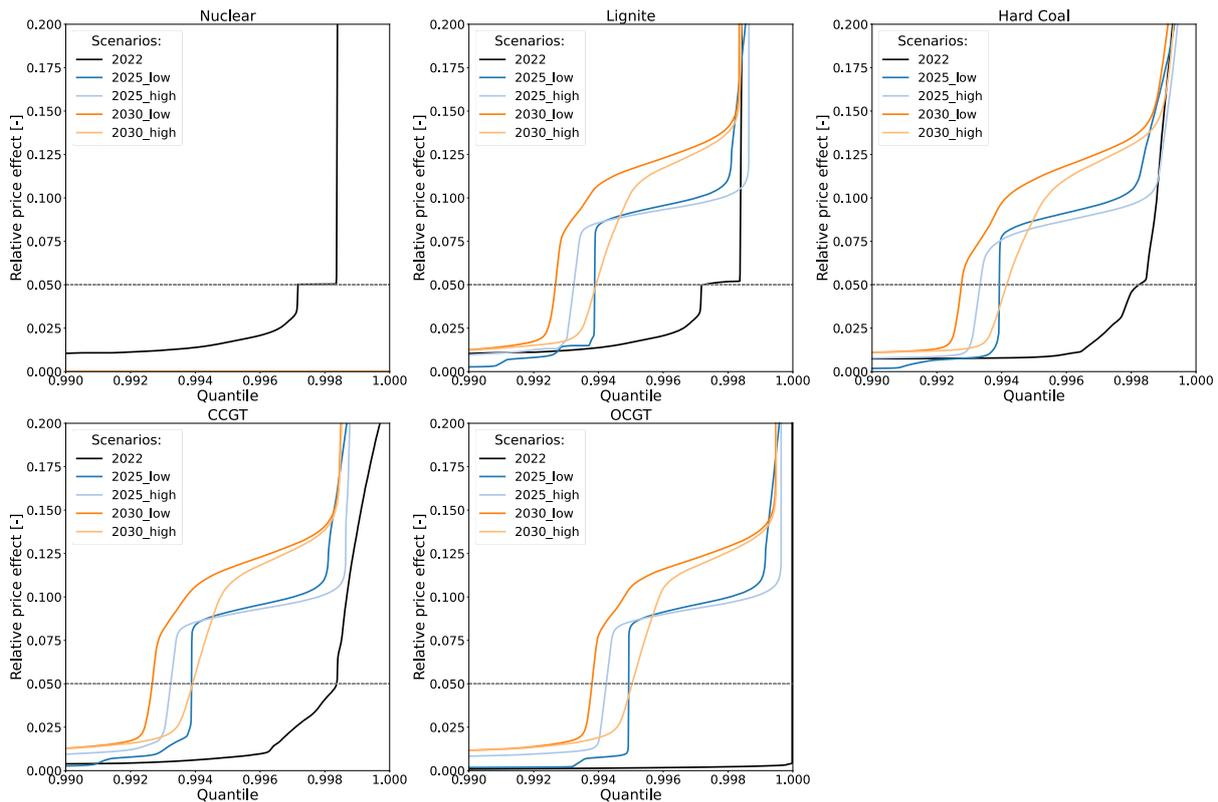 Nuclear
Relative price effect [-]
0.200
0.175
0.150
0.125
0.100
0.075
0.050
0.025
0.000
Scenarios:
2022
2025_low
2025_high
2030_low
2030_high
0.990 0.992 0.994 0.996 0.998 1.000
Quantile
Lignite
Relative price effect [-]
0.200
0.175
0.150
0.125
0.100
0.075
0.050
0.025
0.000
Scenarios:
2022
2025_low
2025_high
2030_low
2030_high
0.990 0.992 0.994 0.996 0.998 1.000
Quantile
Hard Coal
Relative price effect [-]
0.200
0.175
0.150
0.125
0.100
0.075
0.050
0.025
0.000
Scenarios:
2022
2025_low
2025_high
2030_low
2030_high
0.990 0.992 0.994 0.996 0.998 1.000
Quantile
CCGT
Relative price effect [-]
0.200
0.175
0.150
0.125
0.100
0.075
0.050
0.025
0.000
Scenarios:
2022
2025_low
2025_high
2030_low
2030_high
0.990 0.992 0.994 0.996 0.998 1.000
Quantile
OCGT
Relative price effect [-]
0.200
0.175
0.150
0.125
0.100
0.075
0.050
0.025
0.000
Scenarios:
2022
2025_low
2025_high
2030_low
2030_high
0.990 0.992 0.994 0.996 0.998 1.000
Quantile